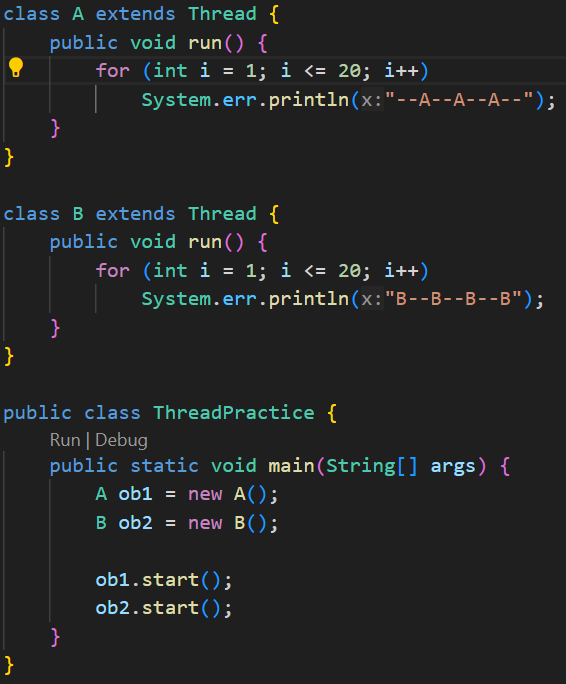 class A extends Thread {
    public void run() {
        for (int i = 1; i <= 20; i++)
            System.err.println(x:"--A--A--A--");
    }
}

class B extends Thread {
    public void run() {
        for (int i = 1; i <= 20; i++)
            System.err.println(x:"B--B--B--B");
    }
}

public class ThreadPractice {
    Run | Debug
    public static void main(String[] args) {
        A ob1 = new A();
        B ob2 = new B();

        ob1.start();
        ob2.start();
    }
}